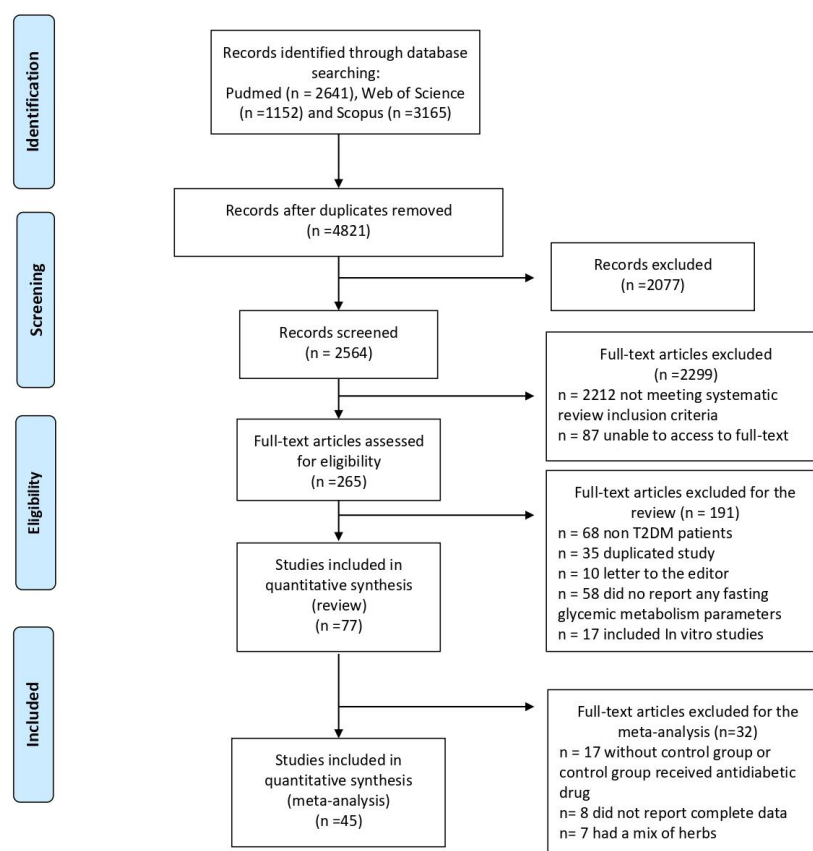 Identification
Records identified through database
searching:
Pudmed (n = 2641), Web of Science
(n =1152) and Scopus (n =3165)
Records after duplicates removed
(n =4821)
Screening
Records excluded
(n =2077)
Records screened
(n = 2564)
Full-text articles excluded
(n =2299)
n = 2212 not meeting systematic
review inclusion criteria
n = 87 unable to access to full-text
Eligibility
Full-text articles assessed
for eligibility
(n =265)
Full-text articles excluded for the
review (n = 191)
n = 68 non T2DM patients
n = 35 duplicated study
n = 10 letter to the editor
n = 58 did no report any fasting
glycemic metabolism parameters
n = 17 included In vitro studies
Studies included in
quantitative synthesis
(review)
(n =77)
Included
Full-text articles excluded for the
meta-analysis (n=32)
n = 17 without control group or
control group received antidiabetic
drug
n= 8 did not report complete data
n= 7 had a mix of herbs
Studies included in
quantitative synthesis
(meta-analysis)
(n =45)